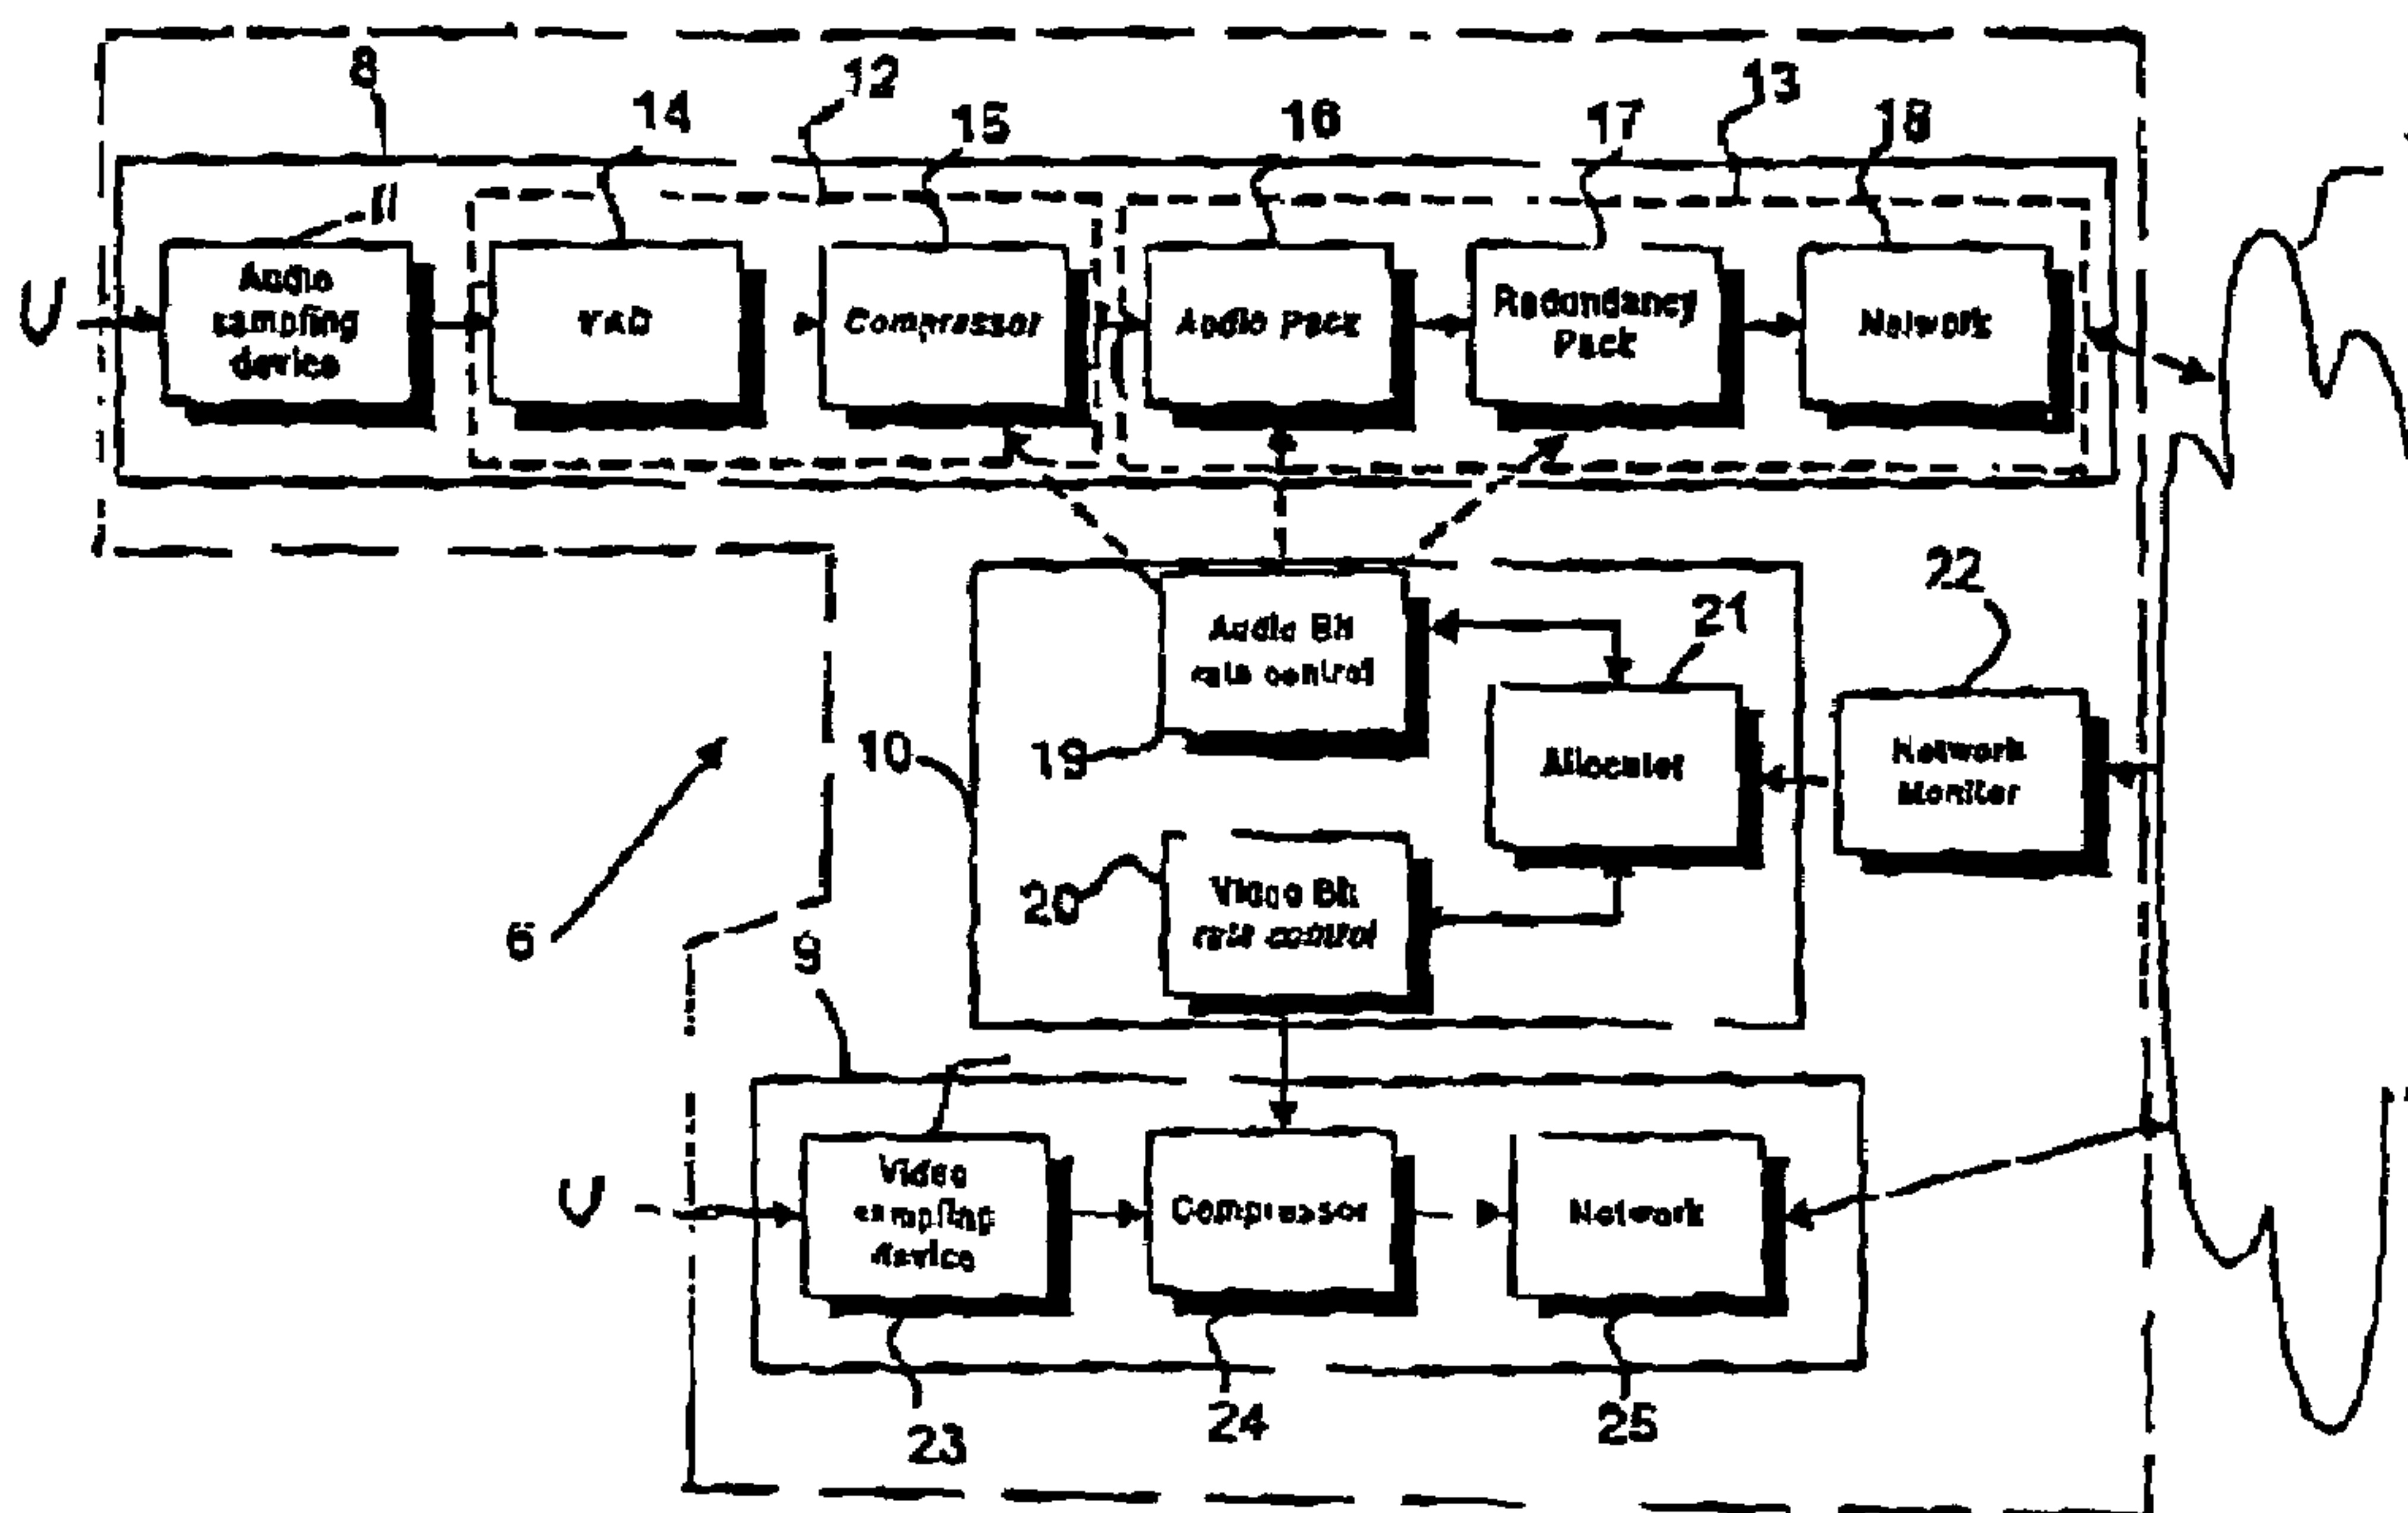 8
12
13
14
15
16
17
18
11
U
Audio
sampling
device
VAD
Compressor
Audio Pack
Redundancy
Pack
Network
22
21
Audio Bit
rate control
10
19
Allocater
Network
Monitor
20
Video Bit
rate control
6
9
U
Video
sampling
device
Compressor
Network
23
24
25